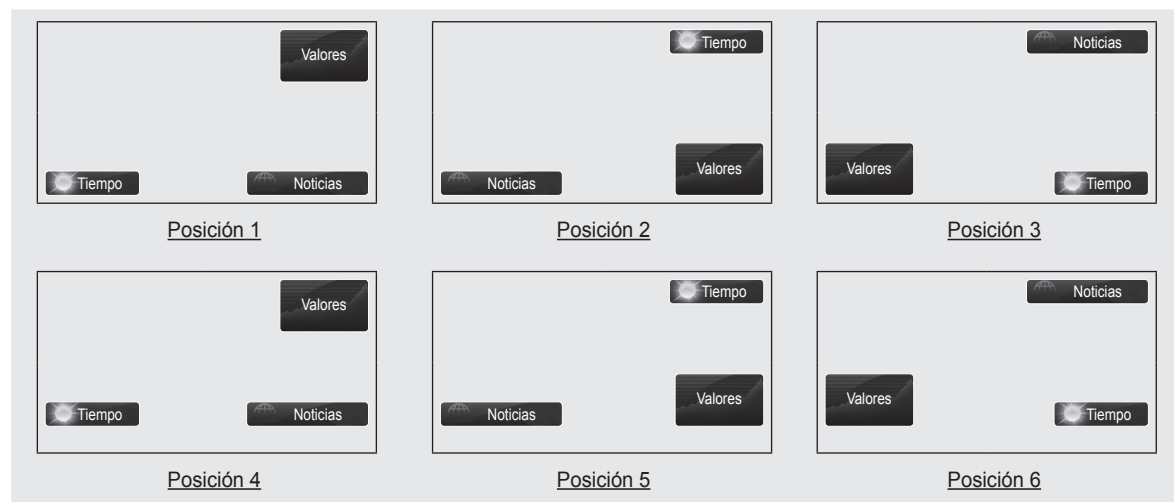 Valores
Tiempo
Noticias
Posición 1
Tiempo
Noticias
Valores
Posición 2
Noticias
Valores
Tiempo
Posición 3
Valores
Tiempo
Noticias
Posición 4
Tiempo
Noticias
Valores
Posición 5
Noticias
Valores
Tiempo
Posición 6